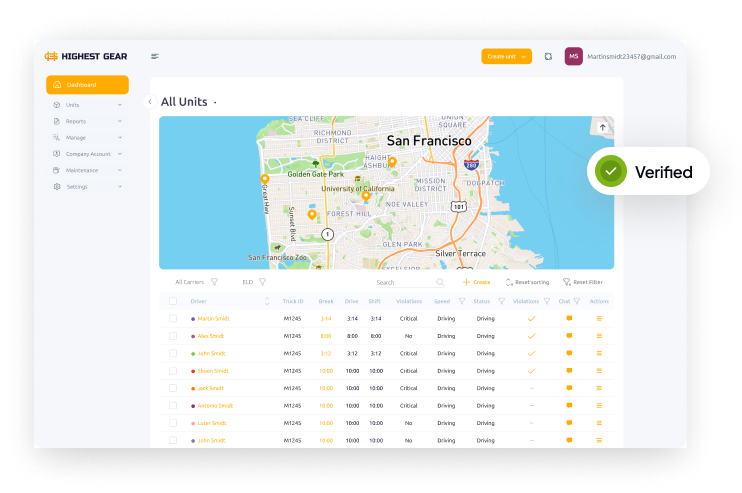 HIGHEST GEAR
Create unit
MS
Martinsmidt23457@gmail.com
Dashboard
Units
Reports
Manage
Company Account
Maintenance
Settings
All Units
SEA CLIFF
UNION
SQUARE
RICHMOND
DISTRICT
San Francisco
HAIGHT
ASHBU
280
Golden Gate Park
MISSION
DISTRICT
DOGPATCH
University of California
Great Hwy
Sunset Blvd
NOE VALLEY
101
FOREST HILL
1
GLEN PARK
Silver Terrace
San Francisco Zoo
EXCELSIOR
Verified
All Carriers
ELD
Search
Create
Reset sorting
Reset Filter
Driver Truck ID Break Drive Shift Violations Speed Status Violations Chat Actions
Martin Smidt M1245 3:14 3:14 3:14 Critical Driving Driving
Alex Smidt M1245 8:00 8:00 8:00 No Driving Driving
John Smidt M1245 3:12 3:12 3:12 Critical Driving Driving
Steven Smidt M1245 10:00 10:00 10:00 Critical Driving Driving –
Jack Smidt M1245 10:00 10:00 10:00 Critical Driving Driving –
Antonio Smidt M1245 10:00 10:00 10:00 Critical Driving Driving –
Luter Smidt M1245 10:00 10:00 10:00 No Driving Driving –
John Smidt M1245 10:00 10:00 10:00 No Driving Driving –